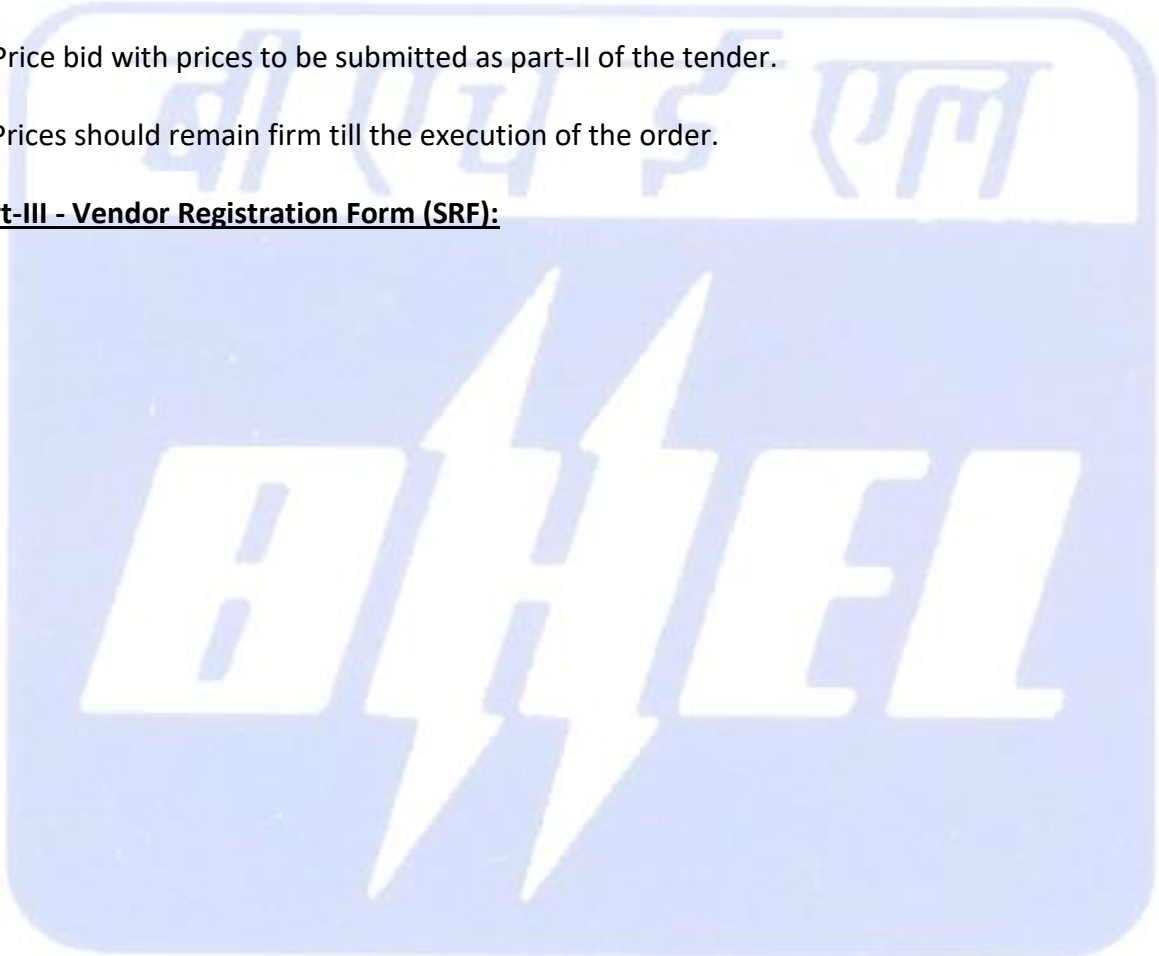 Price bid with prices to be submitted as part-II of the tender.
Prices should remain firm till the execution of the order.
rt-III - Vendor Registration Form (SRF):
बी एच ई एल
BHEL